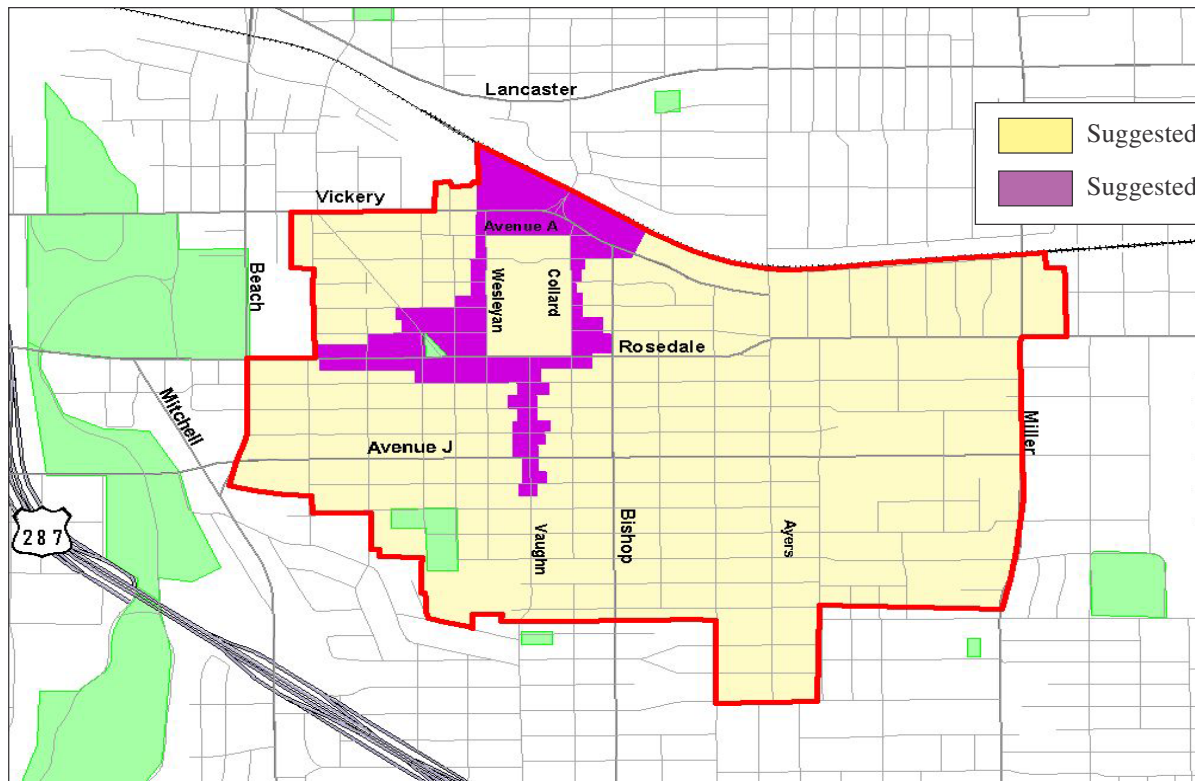 Lancaster
Suggested
Suggested
Vickery
Avenue A
Beach
Wesleyan
Collard
Rosedale
Mitchell
Avenue J
Miller
287
Vaughn
Bishop
Ayers